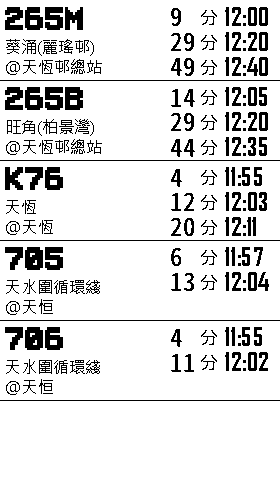 265M 9 分 12:00
葵涌(麗瑤邨) 29 分 12:20
@天恆邨總站 49 分 12:40
265B 14 分 12:05
旺角(柏景灣) 29 分 12:20
@天恆邨總站 44 分 12:35
K76 4 分 11:55
天恆 12 分 12:03
@天恆 20 分 12:11
705 6 分 11:57
天水圍循環綫 13 分 12:04
@天恒
706 4 分 11:55
天水圍循環綫 11 分 12:02
@天恒